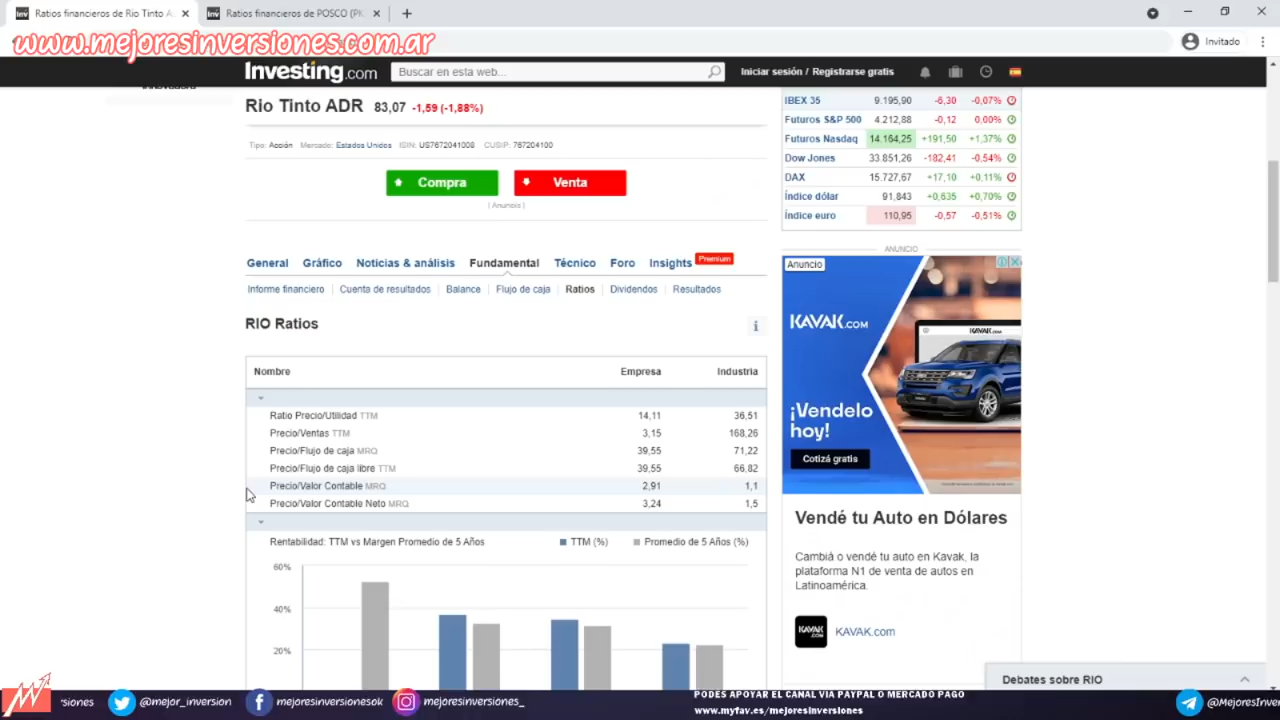 Ratios financieros de Rio Tinto A
Ratios financieros de POSCO (PK
www.mejoresinversiones.com.ar
Invitado
Investing.com
Buscar en esta web...
Iniciar sesión / Registrarse gratis
Rio Tinto ADR 83,07 -1,59 (-1,88%)
Tipo: Acción Mercado: Estados Unidos ISIN: US7672041008 CUSIP: 767204100
Compra
Venta
| Anuncis |
General Gráfico Noticias & análisis Fundamental Técnico Foro Insights Premium
Informe financiero Cuenta de resultados Balance Flujo de caja Ratios Dividendos Resultados
RIO Ratios
Nombre Empresa Industria
Ratio Precio/Utilidad TTM 14,11 36,51
Precio/Ventas TTM 3,15 168,26
Precio/Flujo de caja MRQ 39,55 71,22
Precio/Flujo de caja libre TTM 39,55 66,82
Precio/Valor Contable MRQ 2,91 1,1
Precio/Valor Contable Neto MRQ 3,24 1,5
Rentabilidad: TTM vs Margen Promedio de 5 Años TTM (%) Promedio de 5 Años (%)
60%
40%
20%
IBEX 35 9.195,90 -6,30 -0,07%
Futuros S&P 500 4.212,88 -0,12 0,00%
Futuros Nasdaq 14.164,25 +191,50 +1,37%
Dow Jones 33.851,26 -182,41 -0,54%
DAX 15.727,67 +17,10 +0,11%
Índice dólar 91,843 +0,635 +0,70%
Índice euro 110,95 -0,57 -0,51%
ANUNCIO
Anuncio
KAVAK.com
KAVAK.com
¡Vendelo
hoy!
Cotizá gratis
Vendé tu Auto en Dólares
Cambiá o vendé tu auto en Kavak, la
plataforma N1 de venta de autos en
Latinoamérica.
KAVAK
.com
KAVAK.com
Debates sobre RIO
siones
@mejor_inversion
mejoresinversionesok
mejoresinversiones_
PODES APOYAR EL CANAL VIA PAYPAL O MERCADO PAGO
www.myfav.es/mejoresinversiones
@MejoresInver